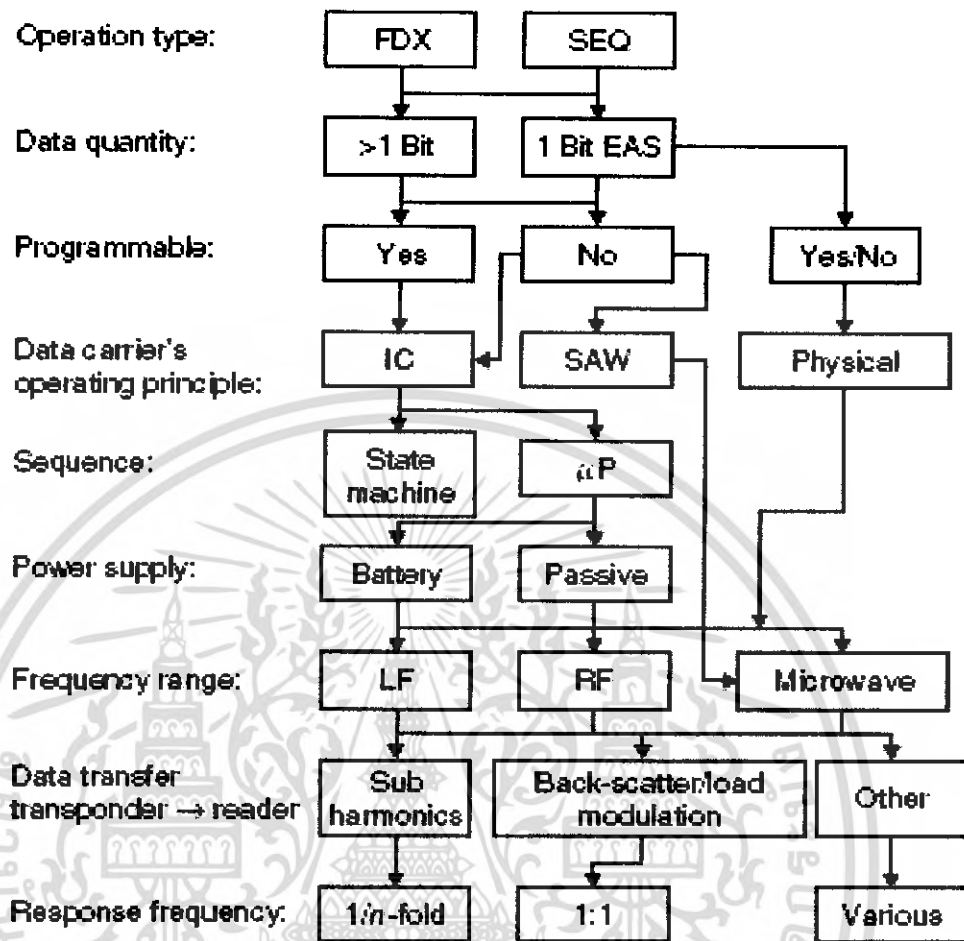 Operation type: FDX SEQ
Data quantity: >1 Bit 1 Bit EAS
Programmable: Yes No Yes/No
Data carrier's
operating principle: IC SAW Physical
Sequence: State
machine μP
Power supply: Battery Passive
Frequency range: LF RF Microwave
Data transfer
transponder → reader
Sub
harmonics
Back-scatter/load
modulation
Other
Response frequency: 1/n-fold 1:1 Various